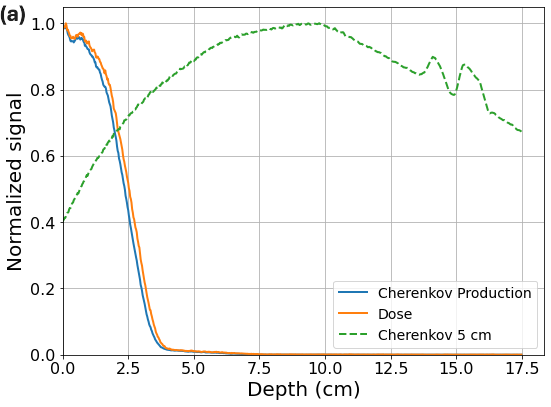 (a)
Normalized signal
1.0
0.8
0.6
0.4
0.2
0.0
0.0 2.5 5.0 7.5 10.0 12.5 15.0 17.5
Depth (cm)
Cherenkov Production
Dose
Cherenkov 5 cm